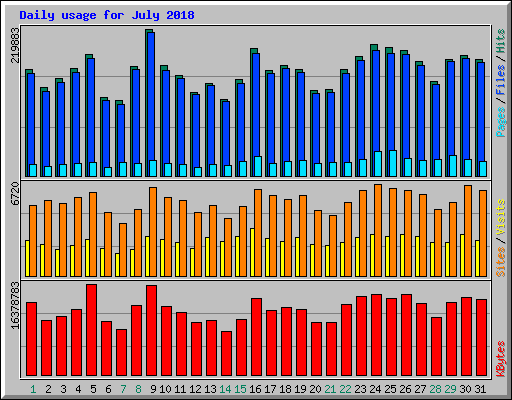 Daily usage for July 2018
219883
Pages / Files / Hits
6720
Sites / Visits
16378783
KBytes
1 2 3 4 5 6 7 8 9 10 11 12 13 14 15 16 17 18 19 20 21 22 23 24 25 26 27 28 29 30 31